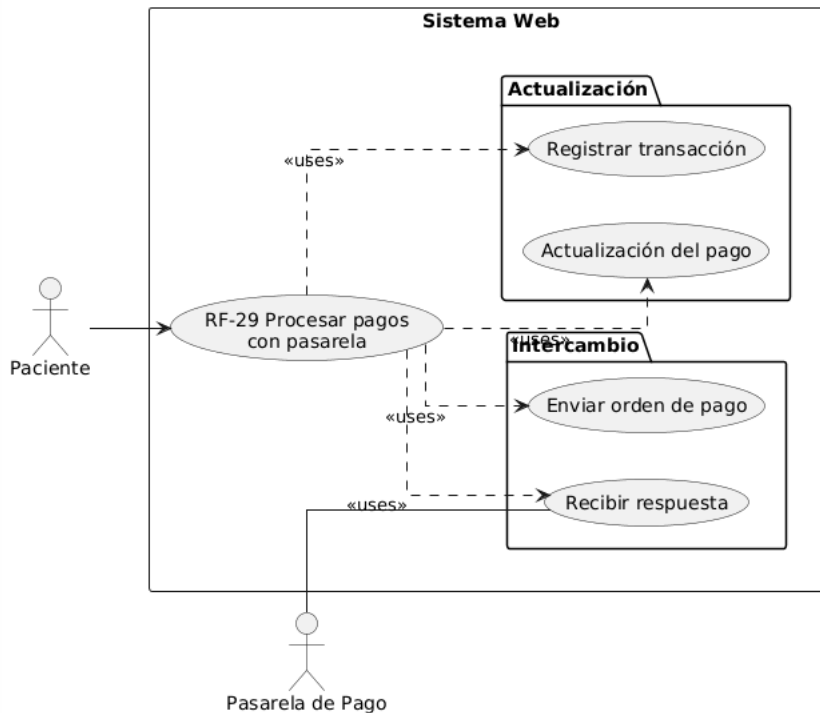 Sistema Web
Actualización
Registrar transacción
«uses»
Actualización del pago
Paciente
RF-29 Procesar pagos
con pasarela
«uses»
Intercambio
Enviar orden de pago
«uses»
Recibir respuesta
«uses»
Pasarela de Pago